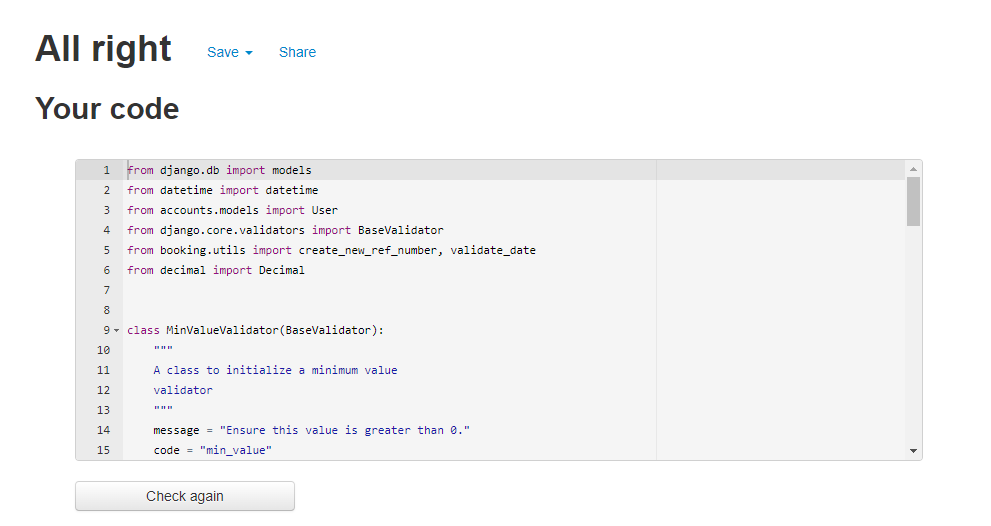 All right Save Share
Your code
1 from django.db import models
2 from datetime import datetime
3 from accounts.models import User
4 from django.core.validators import BaseValidator
5 from booking.utils import create_new_ref_number, validate_date
6 from decimal import Decimal
7
8
9 class MinValueValidator(BaseValidator):
10 """
11 A class to initialize a minimum value
12 validator
13 """
14 message = "Ensure this value is greater than 0."
15 code = "min_value"
Check again